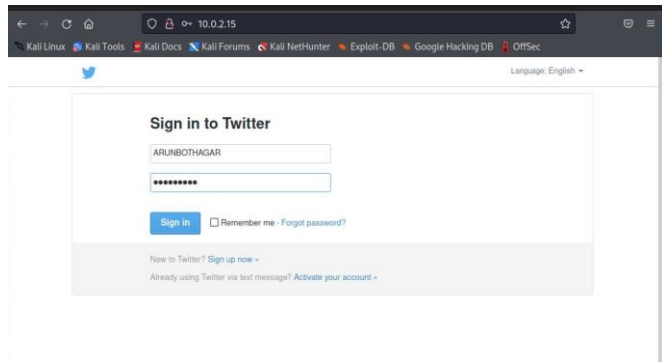 10.0.2.15
Kali Linux Kali Tools Kali Docs Kali Forums Kali NetHunter Exploit-DB Google Hacking DB OffSec
Language: English
Sign in to Twitter
ARUNBOTHAGAR
•••••••••
Sign in Remember me - Forgot password?
New to Twitter? Sign up now »
Already using Twitter via text message? Activate your account »